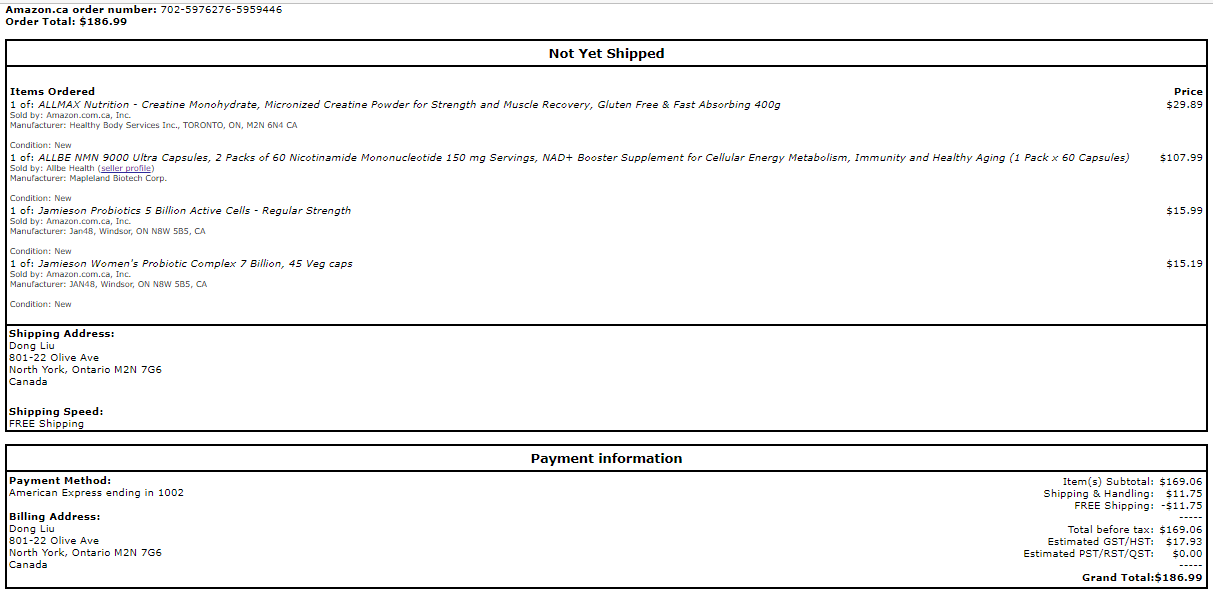 Amazon.ca order number: 702-5976276-5959446
Order Total: $186.99
Not Yet Shipped
Items Ordered Price
1 of: ALLMAX Nutrition - Creatine Monohydrate, Micronized Creatine Powder for Strength and Muscle Recovery, Gluten Free & Fast Absorbing 400g $29.89
Sold by: Amazon.com.ca, Inc.
Manufacturer: Healthy Body Services Inc., TORONTO, ON, M2N 6N4 CA
Condition: New
1 of: ALLBE NMN 9000 Ultra Capsules, 2 Packs of 60 Nicotinamide Mononucleotide 150 mg Servings, NAD+ Booster Supplement for Cellular Energy Metabolism, Immunity and Healthy Aging (1 Pack x 60 Capsules) $107.99
Sold by: Allbe Health (seller profile)
Manufacturer: Mapleland Biotech Corp.
Condition: New
1 of: Jamieson Probiotics 5 Billion Active Cells - Regular Strength $15.99
Sold by: Amazon.com.ca, Inc.
Manufacturer: Jan48, Windsor, ON N8W 5B5, CA
Condition: New
1 of: Jamieson Women's Probiotic Complex 7 Billion, 45 Veg caps $15.19
Sold by: Amazon.com.ca, Inc.
Manufacturer: JAN48, Windsor, ON N8W 5B5, CA
Condition: New
Shipping Address:
Dong Liu
801-22 Olive Ave
North York, Ontario M2N 7G6
Canada
Shipping Speed:
FREE Shipping
Payment information
Payment Method:
American Express ending in 1002
Billing Address:
Dong Liu
801-22 Olive Ave
North York, Ontario M2N 7G6
Canada
Item(s) Subtotal: $169.06
Shipping & Handling: $11.75
FREE Shipping: -$11.75
-----
Total before tax: $169.06
Estimated GST/HST: $17.93
Estimated PST/RST/QST: $0.00
-----
Grand Total:$186.99